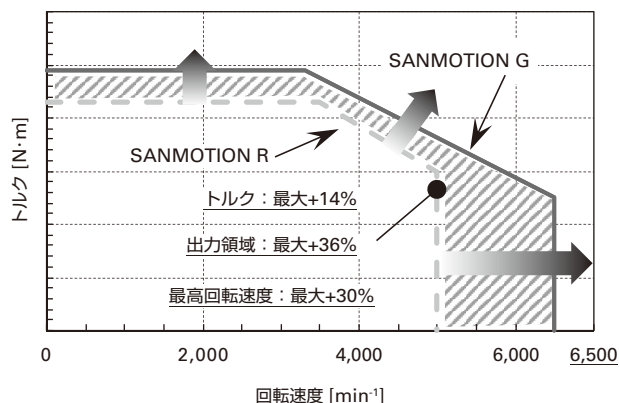 トルク [N･m]
SANMOTION G
SANMOTION R
トルク：最大+14%
出力領域：最大+36%
最高回転速度：最大+30%
0
2,000
4,000
6,000
6,500
回転速度 [min⁻¹]